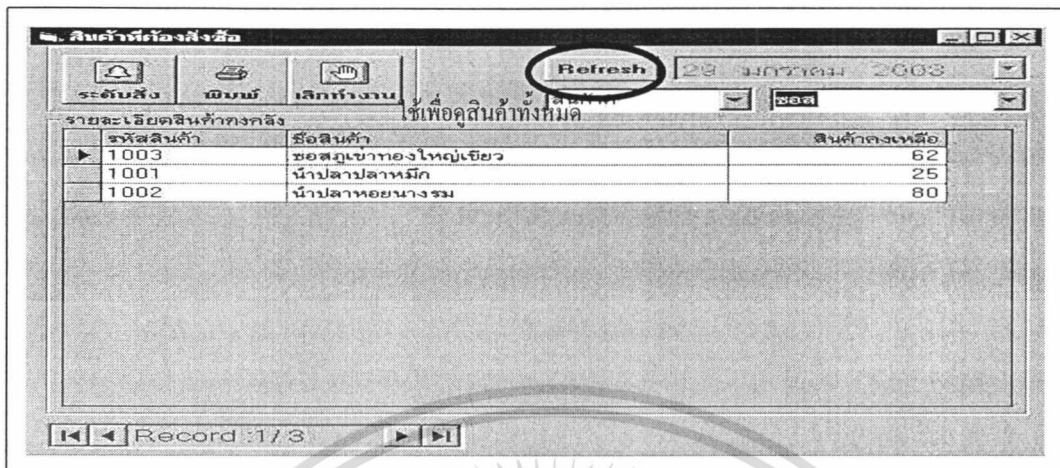 สินค้าที่ต้องสั่งซื้อ
Refresh
29 มกราคม 2003
ระดับสั่ง พิมพ์ เลิกทำงาน
ใช้เพื่อดูสินค้าทั้งหมด
ซอส
รายละเอียดสินค้าคงคลัง
รหัสสินค้า ชื่อสินค้า สินค้าคงเหลือ
1003 ซอสภูเขาทองใหญ่เขียว 62
1001 น้ำปลาปลาหมึก 25
1002 น้ำปลาหอยนางรม 80
Record :1/3